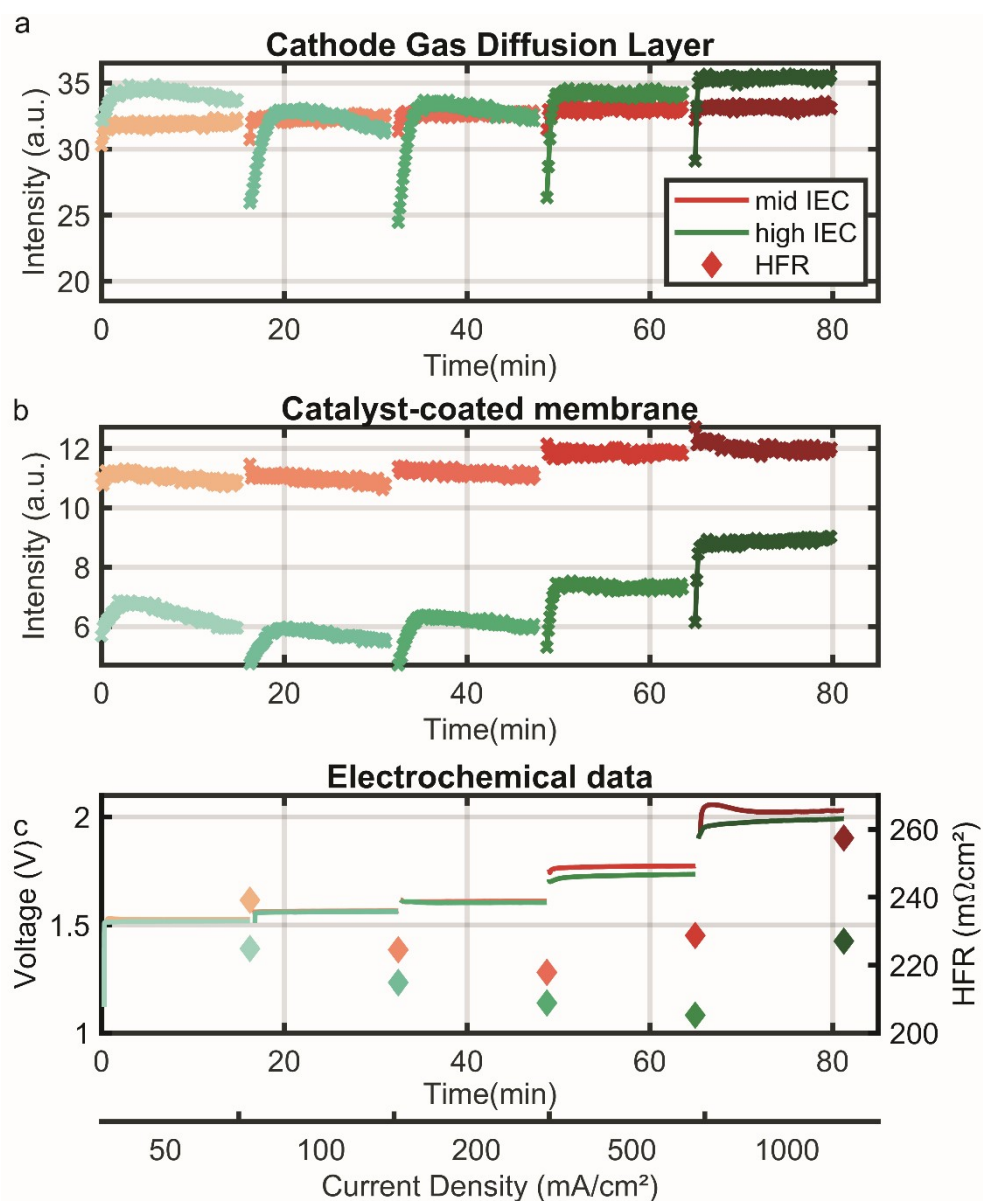 a
Cathode Gas Diffusion Layer
Intensity (a.u.)
35
30
25
20
mid IEC
high IEC
HFR
0 20 40 60 80
Time(min)
b
Catalyst-coated membrane
Intensity (a.u.)
12
10
8
6
0 20 40 60 80
Time(min)
Electrochemical data
c
Voltage (V)
2
1.5
1
HFR (mΩcm²)
260
240
220
200
0 20 40 60 80
Time(min)
50 100 200 500 1000
Current Density (mA/cm²)